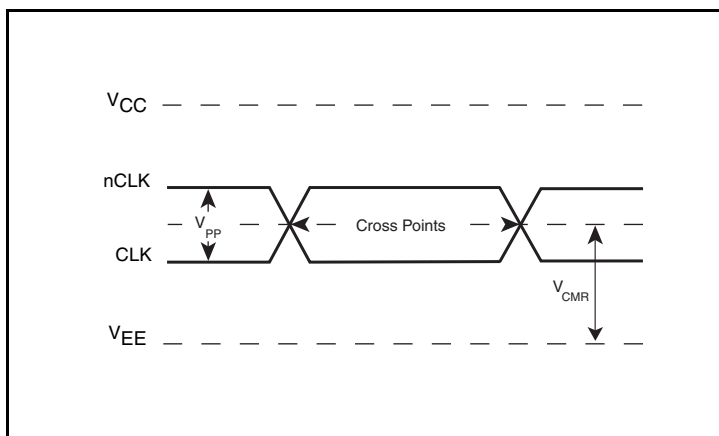 VCC
nCLK
VPP
Cross Points
CLK
VCMR
VEE